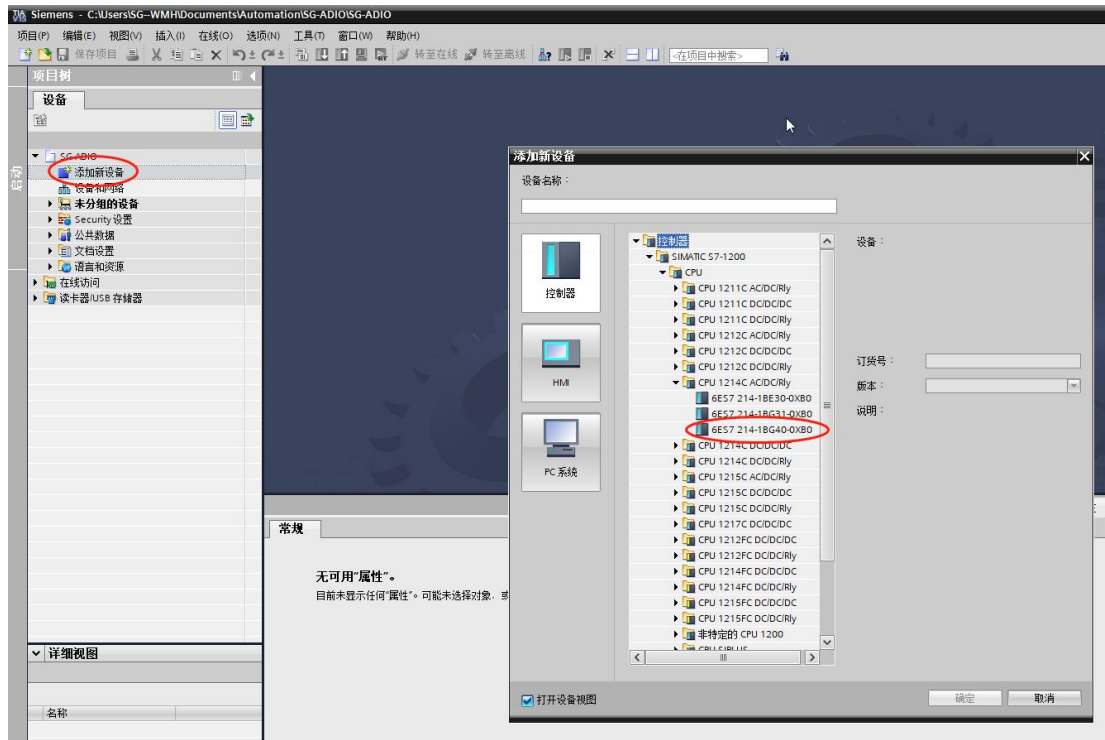 Siemens - C:\Users\SG--WMH\Documents\Automation\SG-ADIO\SG-ADIO
项目(P) 编辑(E) 视图(V) 插入(I) 在线(O) 选项(N) 工具(T) 窗口(W) 帮助(H)
保存项目 转至在线 转至离线 <在项目中搜索>
项目树
设备
启动
SG-ADIO
添加新设备
设备和网络
未分组的设备
Security 设置
公共数据
文档设置
语言和资源
在线访问
读卡器/USB 存储器
详细视图
名称
常规
无可用"属性"。
目前未显示任何"属性"。可能未选择对象，或
添加新设备
设备名称：
控制器
HMI
PC 系统
控制器
SIMATIC S7-1200
CPU
CPU 1211C AC/DC/Rly
CPU 1211C DC/DC/DC
CPU 1211C DC/DC/Rly
CPU 1212C AC/DC/Rly
CPU 1212C DC/DC/DC
CPU 1212C DC/DC/Rly
CPU 1214C AC/DC/Rly
6ES7 214-1BE30-0XB0
6ES7 214-1BG31-0XB0
6ES7 214-1BG40-0XB0
CPU 1214C DC/DC/DC
CPU 1214C DC/DC/Rly
CPU 1215C AC/DC/Rly
CPU 1215C DC/DC/DC
CPU 1215C DC/DC/Rly
CPU 1217C DC/DC/DC
CPU 1212FC DC/DC/DC
CPU 1212FC DC/DC/Rly
CPU 1214FC DC/DC/DC
CPU 1214FC DC/DC/Rly
CPU 1215FC DC/DC/DC
CPU 1215FC DC/DC/Rly
非特定的 CPU 1200
CPU SIPLUS
设备：
订货号：
版本：
说明：
打开设备视图
确定
取消